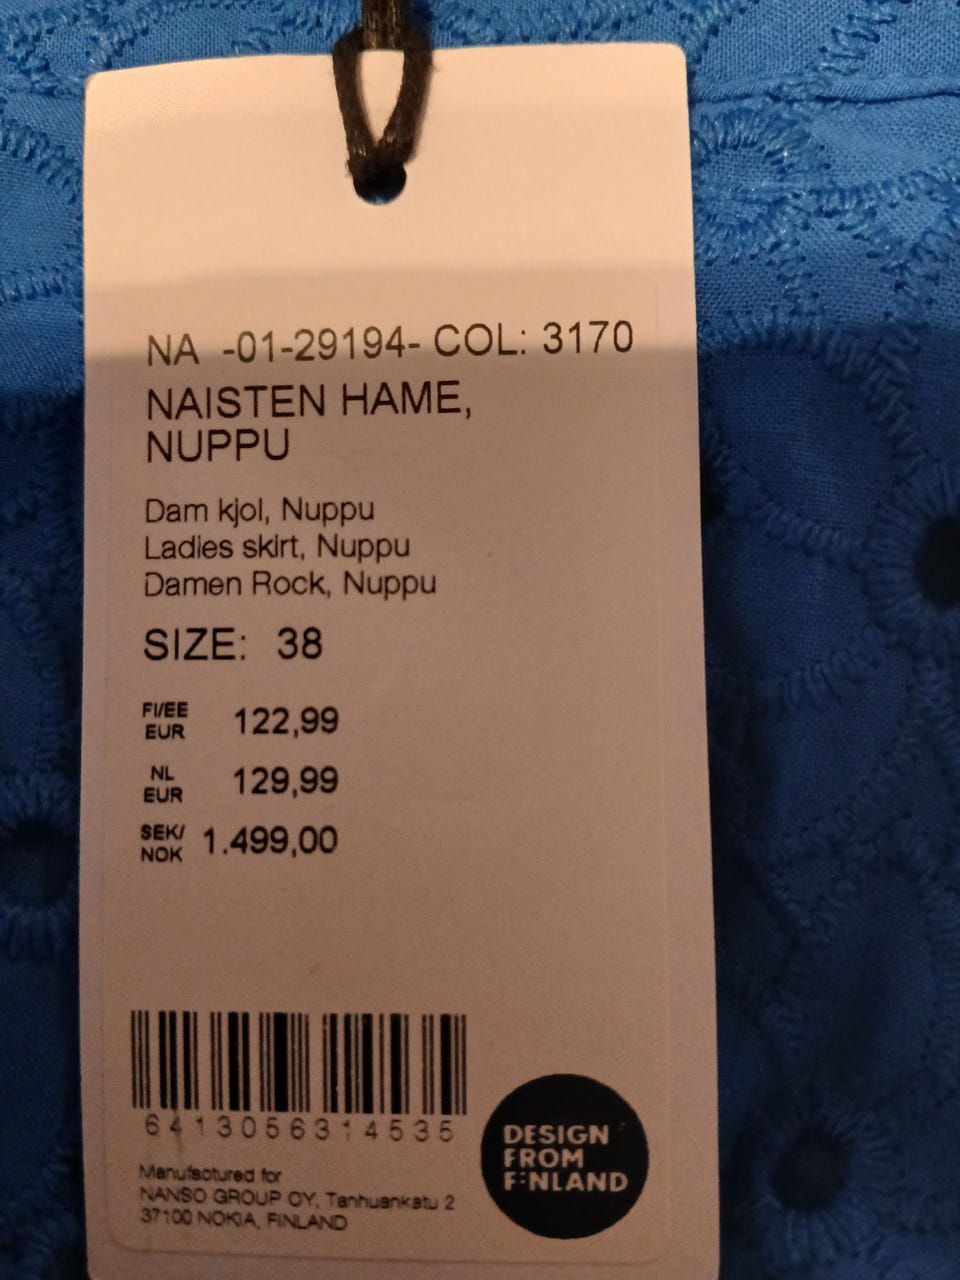 NA -01-29194- COL: 3170
NAISTEN HAME,
NUPPU
Dam kjol, Nuppu
Ladies skirt, Nuppu
Damen Rock, Nuppu
SIZE: 38
FI/EE
EUR 122,99
NL
EUR 129,99
SEK/
NOK 1.499,00
6413056314535
Manufactured for
NANSO GROUP OY, Tanhuankatu 2
37100 NOKIA, FINLAND
DESIGN
FROM
FINLAND